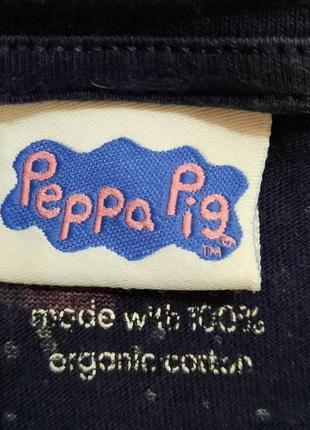 Peppa Pig
TM
made with 100%
organic cotton